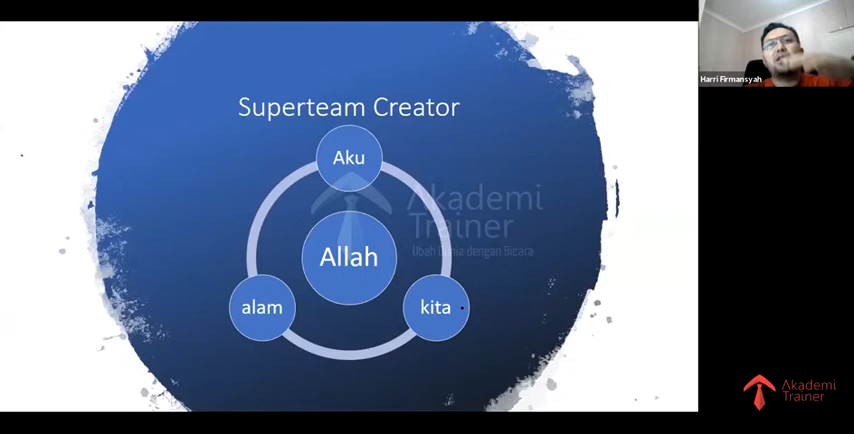 Superteam Creator
Aku
Allah
alam
kita
Akademi
Trainer
Ubah Dunia dengan Bicara
Harri Firmansyah
Akademi
Trainer